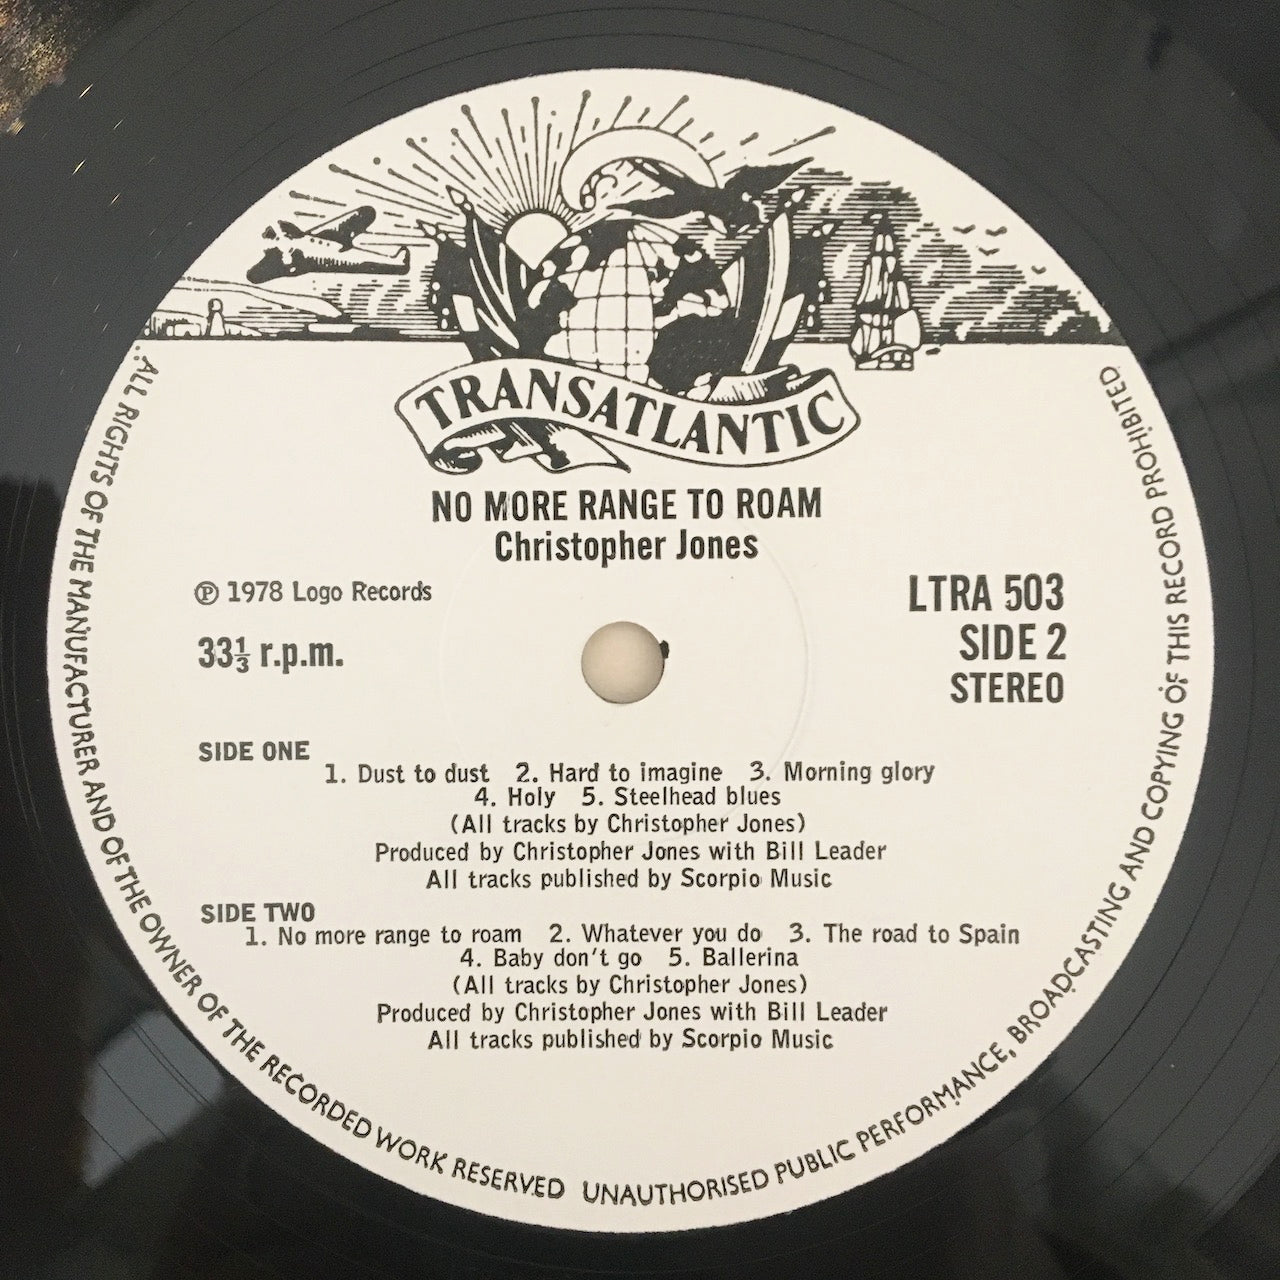 TRANSATLANTIC
NO MORE RANGE TO ROAM
Christopher Jones
℗ 1978 Logo Records
33⅓ r.p.m.
LTRA 503
SIDE 2
STEREO
SIDE ONE
1. Dust to dust 2. Hard to imagine 3. Morning glory
4. Holy 5. Steelhead blues
(All tracks by Christopher Jones)
Produced by Christopher Jones with Bill Leader
All tracks published by Scorpio Music
SIDE TWO
1. No more range to roam 2. Whatever you do 3. The road to Spain
4. Baby don't go 5. Ballerina
(All tracks by Christopher Jones)
Produced by Christopher Jones with Bill Leader
All tracks published by Scorpio Music
ALL RIGHTS OF THE MANUFACTURER AND OF THE OWNER OF THE RECORDED WORK RESERVED UNAUTHORISED PUBLIC PERFORMANCE, BROADCASTING AND COPYING OF THIS RECORD PROHIBITED